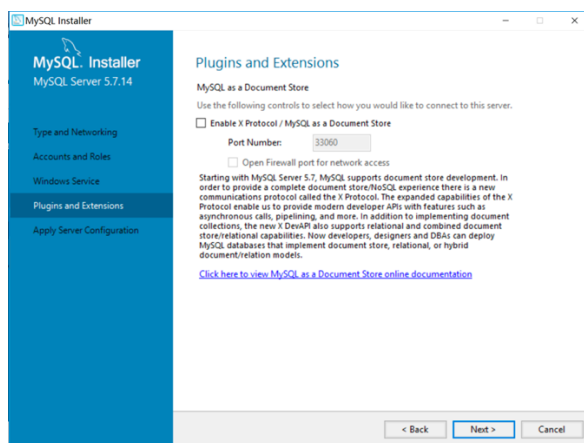 MySQL Installer
MySQL. Installer
MySQL Server 5.7.14
Type and Networking
Accounts and Roles
Windows Service
Plugins and Extensions
Apply Server Configuration
Plugins and Extensions
MySQL as a Document Store
Use the following controls to select how you would like to connect to this server.
Enable X Protocol / MySQL as a Document Store
Port Number: 33060
Open Firewall port for network access
Starting with MySQL Server 5.7, MySQL supports document store development. In
order to provide a complete document store/NoSQL experience there is a new
communications protocol called the X Protocol. The expanded capabilities of the X
Protocol enable us to provide modern developer APIs with features such as
asynchronous calls, pipelining, and more. In addition to implementing document
collections, the new X DevAPI also supports relational and combined document
store/relational capabilities. Now developers, designers and DBAs can deploy
MySQL databases that implement document store, relational, or hybrid
document/relation models.
Click here to view MySQL as a Document Store online documentation
< Back Next > Cancel